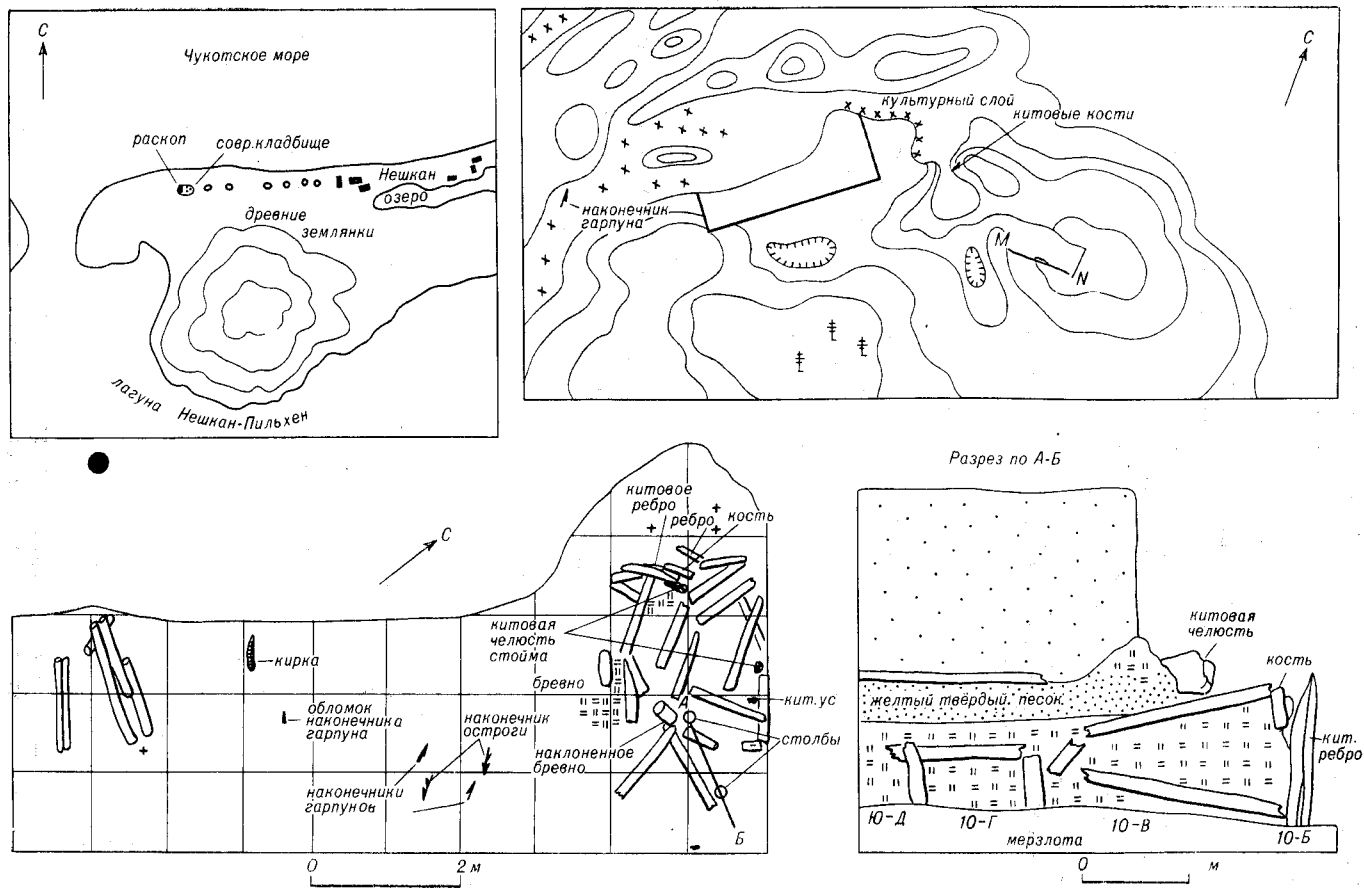 С
Чукотское море
раскоп
совр. кладбище
Нешкан
озеро
древние
землянки
лагуна Нешкан-Пильхен
С
культурный слой
китовые кости
наконечник
гарпуна
M
N
С
китовое
ребро
ребро
кость
китовая
челюсть
стойма
кирка
бревно
обломок
наконечника
гарпуна
наконечник
остроги
А
кит. ус
столбы
наклоненное
бревно
наконечники
гарпунов
Б
0 2 м
Разрез по А-Б
китовая
челюсть
кость
желтый твёрдый. песок.
кит.
ребро
Ю-Д
10-Г
10-В
10-Б
мерзлота
0 м